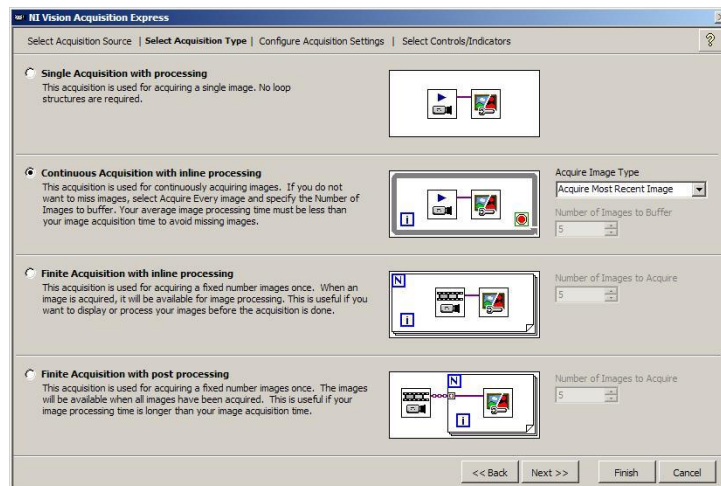 NI Vision Acquisition Express
Select Acquisition Source | Select Acquisition Type | Configure Acquisition Settings | Select Controls/Indicators
?
Single Acquisition with processing
This acquisition is used for acquiring a single image. No loop
structures are required.
Continuous Acquisition with inline processing
This acquisition is used for continuously acquiring images. If you do not
want to miss images, select Acquire Every image and specify the Number of
Images to buffer. Your average image processing time must be less than
your image acquisition time to avoid missing images.
i
Acquire Image Type
Acquire Most Recent Image
Number of Images to Buffer
5
Finite Acquisition with inline processing
This acquisition is used for acquiring a fixed number images once. When an
image is acquired, it will be available for image processing. This is useful if you
want to display or process your images before the acquisition is done.
N
i
Number of Images to Acquire
5
Finite Acquisition with post processing
This acquisition is used for acquiring a fixed number images once. The images
will be available when all images have been acquired. This is useful if your
image processing time is longer than your image acquisition time.
N
i
Number of Images to Acquire
5
<< Back Next >> Finish Cancel